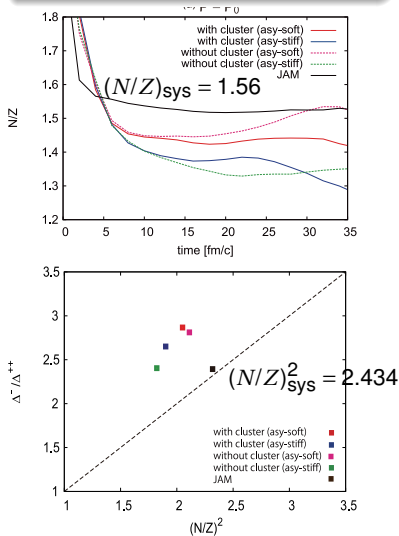 1.8
with cluster (asy-soft)
with cluster (asy-stiff)
without cluster (asy-soft)
without cluster (asy-stiff)
JAM
(N/Z)sys = 1.56
1.7
1.6
N/Z
1.5
1.4
1.3
1.2
0 5 10 15 20 25 30 35
time [fm/c]
3.5
3
2.5
(N/Z)²sys = 2.434
Δ⁻/Δ⁺⁺
2
with cluster (asy-soft)
with cluster (asy-stiff)
1.5
without cluster (asy-soft)
without cluster (asy-stiff)
JAM
1
1 1.5 2 2.5 3 3.5
(N/Z)²